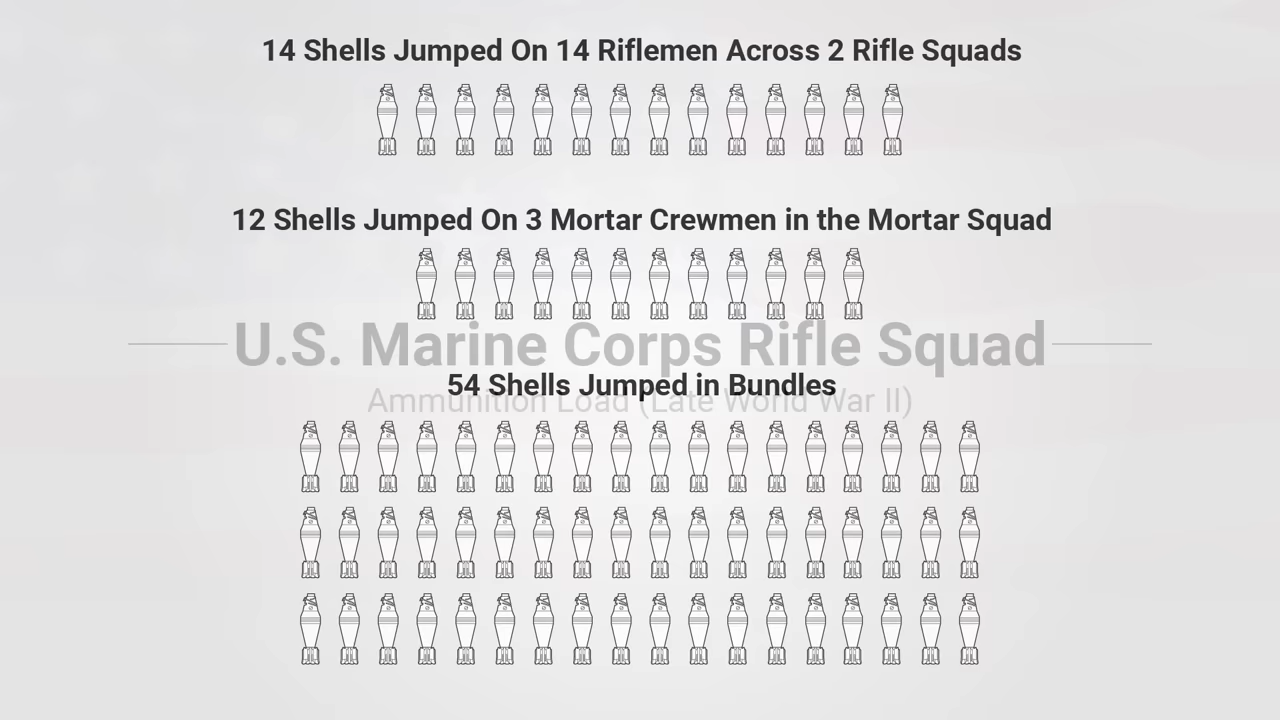 14 Shells Jumped On 14 Riflemen Across 2 Rifle Squads
12 Shells Jumped On 3 Mortar Crewmen in the Mortar Squad
U.S. Marine Corps Rifle Squad
54 Shells Jumped in Bundles
Ammunition Load (Late World War II)